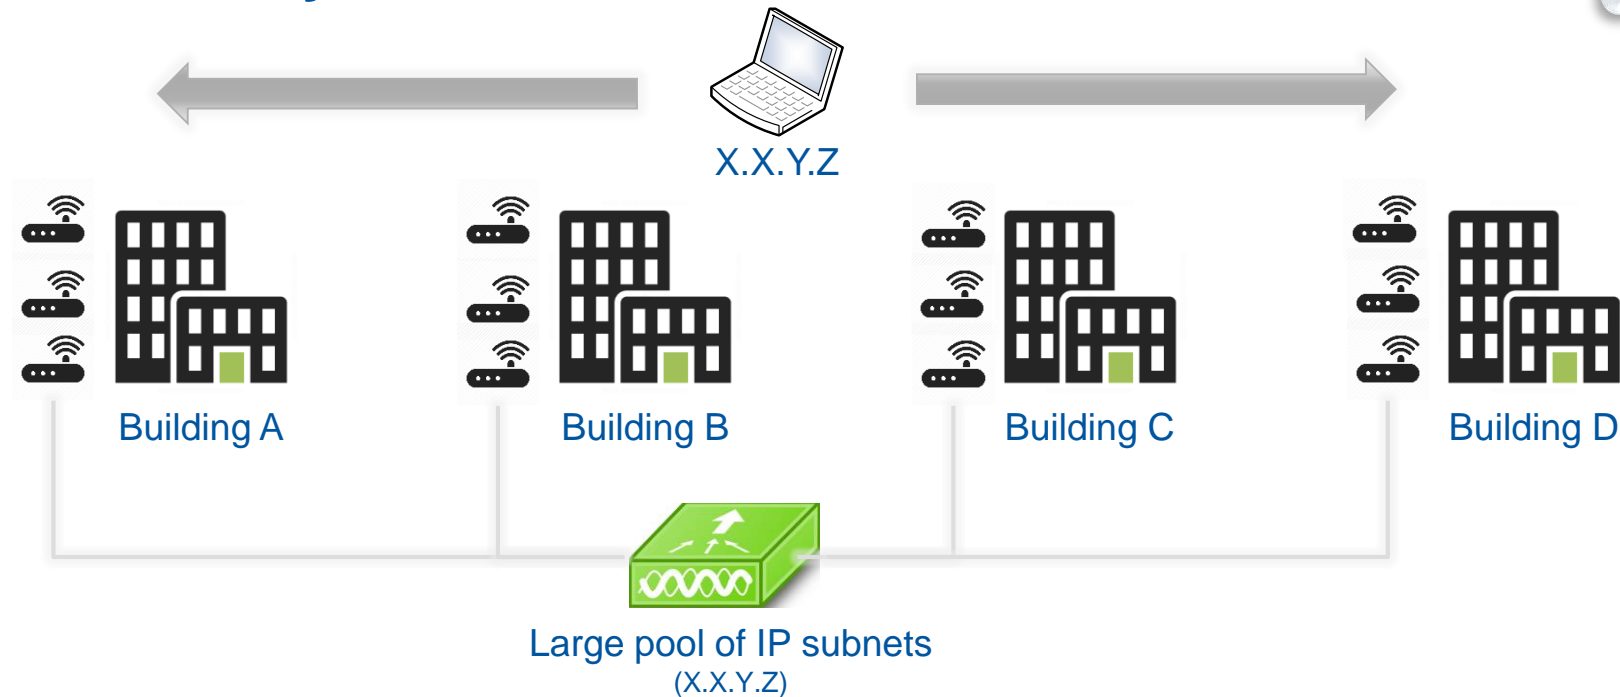 X.X.Y.Z
Building A
Building B
Building C
Building D
Large pool of IP subnets
(X.X.Y.Z)